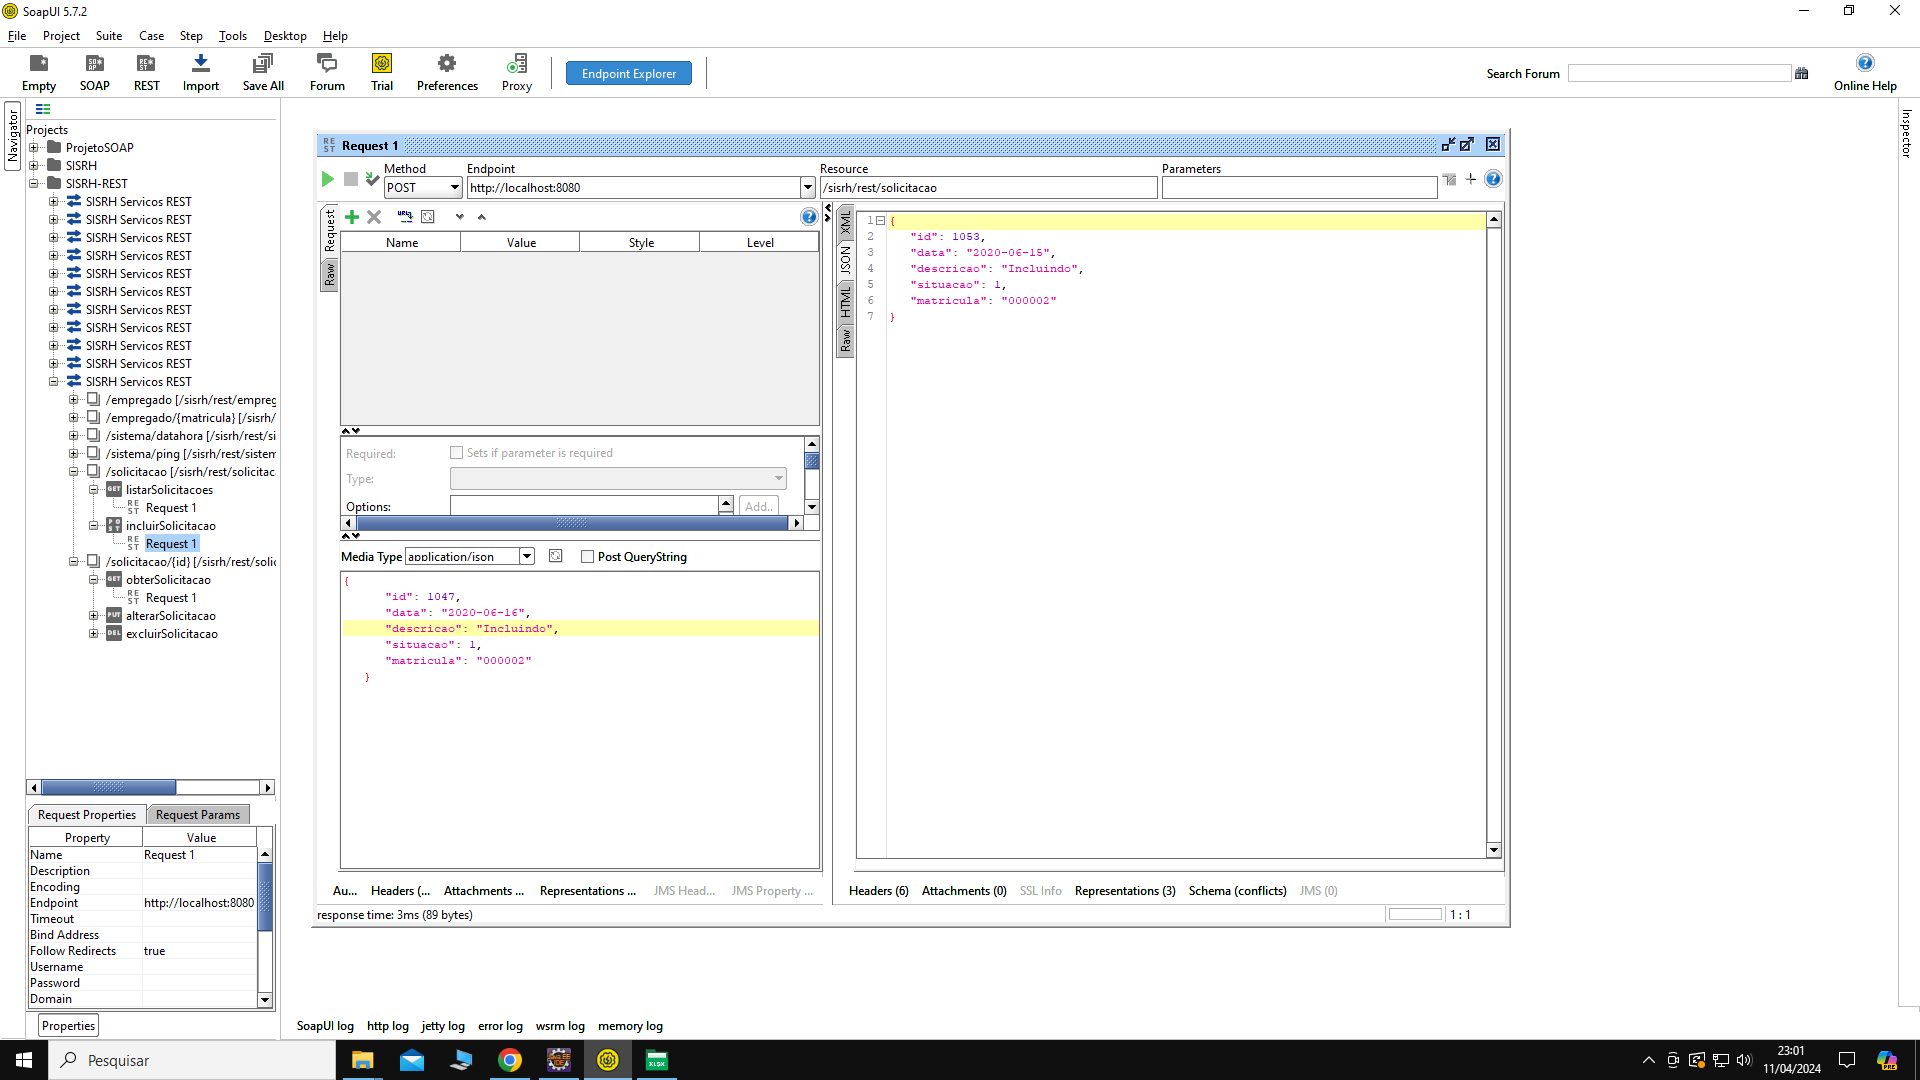 SoapUI 5.7.2
File Project Suite Case Step Tools Desktop Help
Empty SOAP REST Import Save All Forum Trial Preferences Proxy Endpoint Explorer Search Forum Online Help
Navigator
Inspector
Projects
ProjetoSOAP
SISRH
SISRH-REST
SISRH Servicos REST
SISRH Servicos REST
SISRH Servicos REST
SISRH Servicos REST
SISRH Servicos REST
SISRH Servicos REST
SISRH Servicos REST
SISRH Servicos REST
SISRH Servicos REST
SISRH Servicos REST
SISRH Servicos REST
/empregado [/sisrh/rest/empreg
/empregado/{matricula} [/sisrh/
/sistema/datahora [/sisrh/rest/si
/sistema/ping [/sisrh/rest/sistem
/solicitacao [/sisrh/rest/solicitac
GET listarSolicitacoes
REST Request 1
POST incluirSolicitacao
REST Request 1
/solicitacao/{id} [/sisrh/rest/solic
GET obterSolicitacao
REST Request 1
PUT alterarSolicitacao
DEL excluirSolicitacao
Request Properties Request Params
Property Value
Name Request 1
Description
Encoding
Endpoint http://localhost:8080
Timeout
Bind Address
Follow Redirects true
Username
Password
Domain
Properties
REST Request 1
Method Endpoint Resource Parameters
POST http://localhost:8080 /sisrh/rest/solicitacao
Request
Raw
Name Value Style Level
Required: Sets if parameter is required
Type:
Options: Add..
Media Type application/json Post QueryString
{
"id": 1047,
"data": "2020-06-16",
"descricao": "Incluindo",
"situacao": 1,
"matricula": "000002"
}
Au... Headers (... Attachments ... Representations ... JMS Head... JMS Property ...
XML
JSON
HTML
Raw
1 {
2 "id": 1053,
3 "data": "2020-06-15",
4 "descricao": "Incluindo",
5 "situacao": 1,
6 "matricula": "000002"
7 }
Headers (6) Attachments (0) SSL Info Representations (3) Schema (conflicts) JMS (0)
response time: 3ms (89 bytes) 1 : 1
SoapUI log http log jetty log error log wsrm log memory log
Pesquisar
23:01
11/04/2024